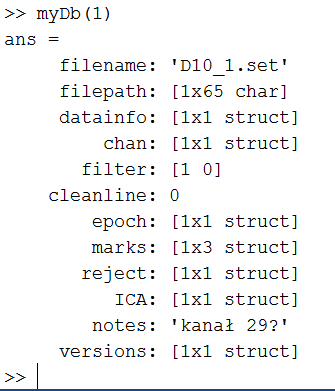 >> myDb(1)
ans =
filename: 'D10_1.set'
filepath: [1x65 char]
datainfo: [1x1 struct]
chan: [1x1 struct]
filter: [1 0]
cleanline: 0
epoch: [1x1 struct]
marks: [1x3 struct]
reject: [1x1 struct]
ICA: [1x1 struct]
notes: 'kanał 29?'
versions: [1x1 struct]
>>